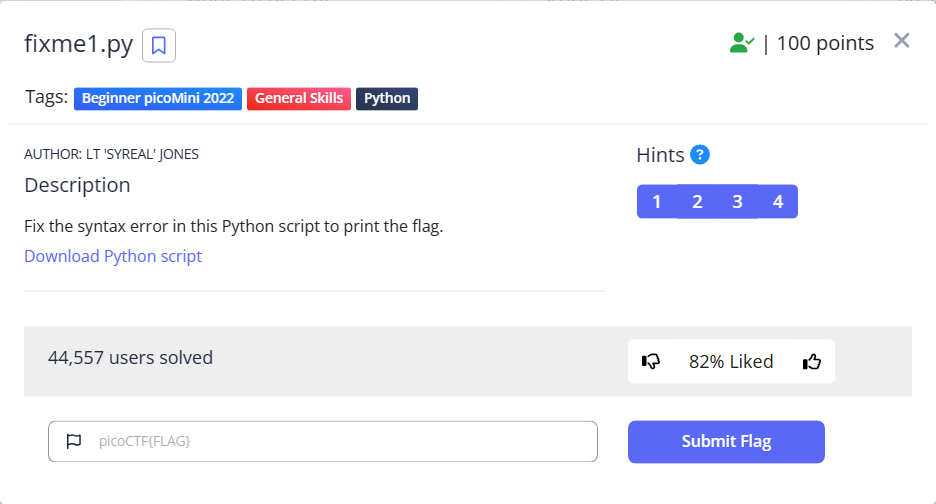 fixme1.py
| 100 points
Tags: Beginner picoMini 2022 General Skills Python
AUTHOR: LT 'SYREAL' JONES
Hints ?
Description
1 2 3 4
Fix the syntax error in this Python script to print the flag.
Download Python script
44,557 users solved
82% Liked
picoCTF{FLAG}
Submit Flag